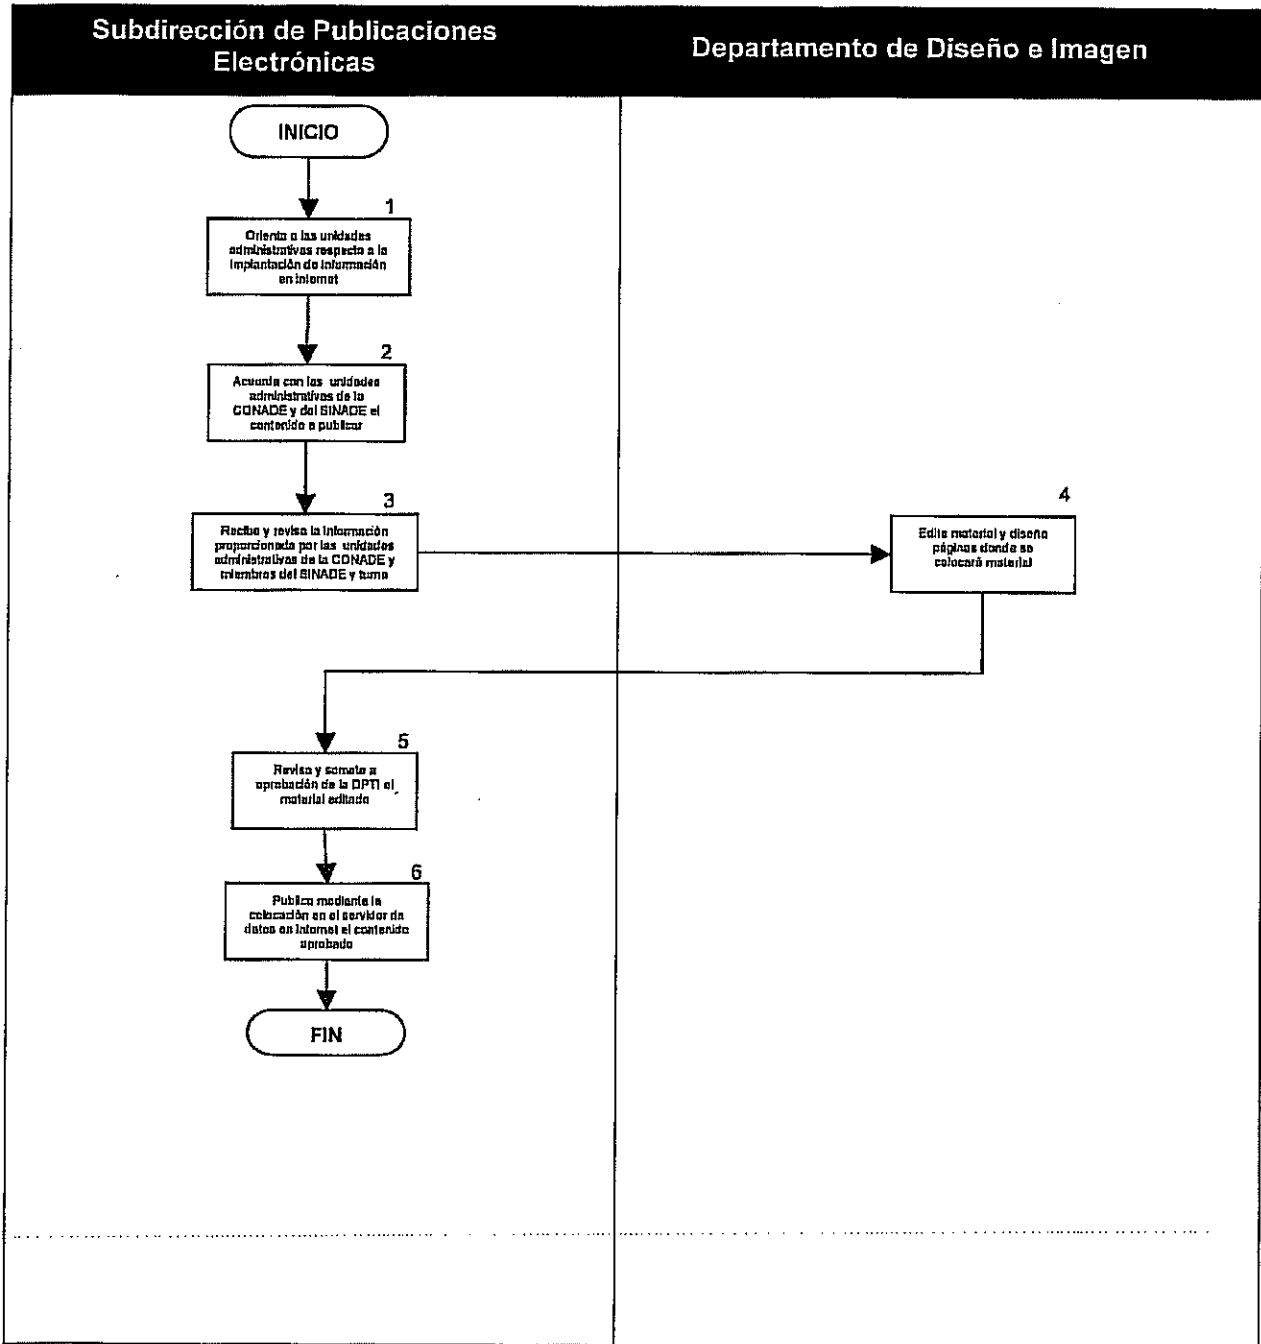 Subdirección de Publicaciones
Electrónicas
Departamento de Diseño e Imagen
INICIO
1
Orienta a las unidades
administrativas respecto a la
Implantación de Información
en Internet
2
Acuerda con las unidades
administrativas de la
CONADE y del SINADE el
contenido a publicar
3
Recibe y revisa la Información
proporcionada por las unidades
administrativas de la CONADE y
miembros del SINADE y turna
4
Edita material y diseña
páginas donde se
colocará material
5
Revisa y somete a
aprobación de la DPTI el
material editado
6
Publica mediante la
colocación en el servidor de
datos en Internet el contenido
aprobado
FIN